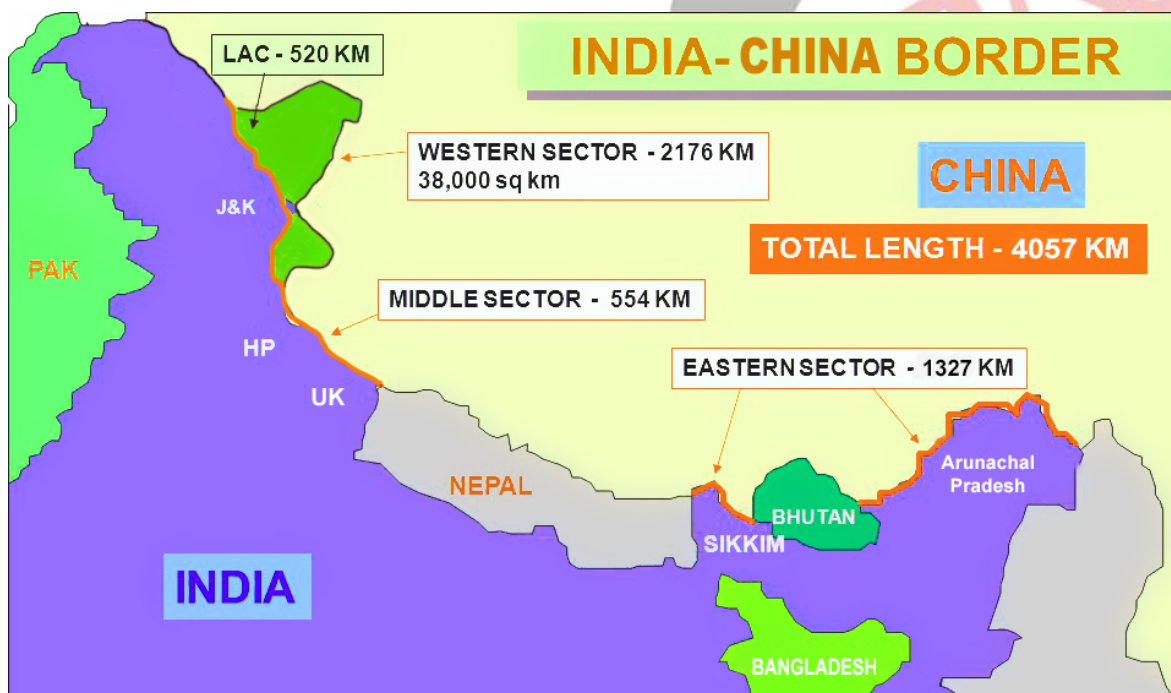 INDIA- CHINA BORDER
LAC - 520 KM
WESTERN SECTOR - 2176 KM
38,000 sq km
CHINA
J&K
TOTAL LENGTH - 4057 KM
PAK
MIDDLE SECTOR - 554 KM
HP
EASTERN SECTOR - 1327 KM
UK
Arunachal
Pradesh
NEPAL
BHUTAN
SIKKIM
INDIA
BANGLADESH